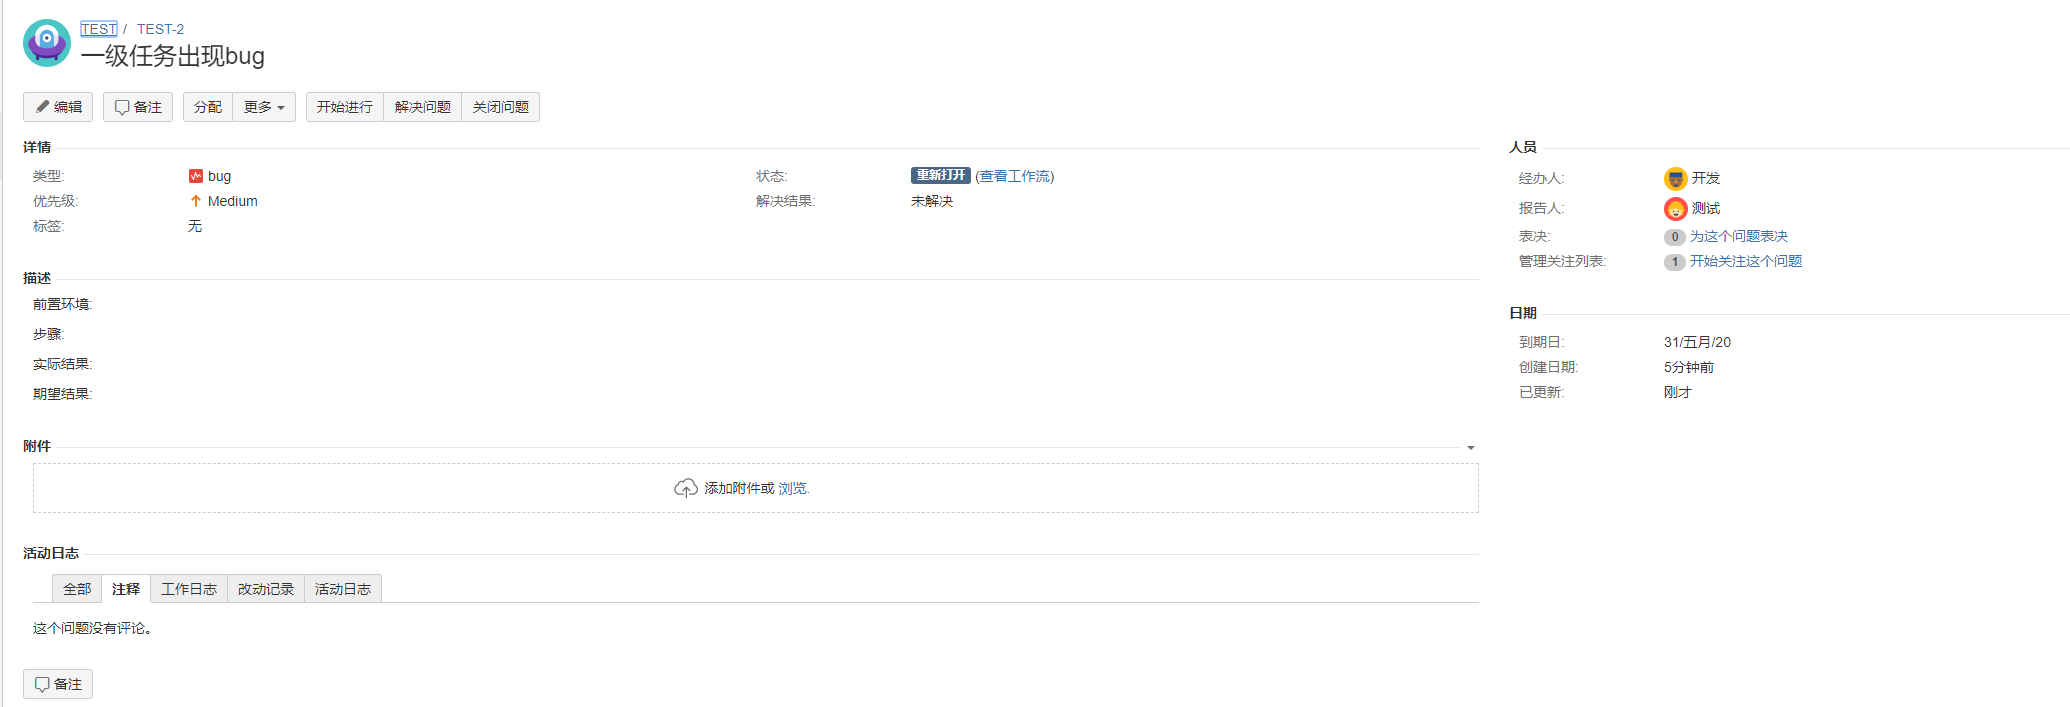 TEST / TEST-2
一级任务出现bug
编辑 备注 分配 更多 开始进行 解决问题 关闭问题
详情
类型: bug
状态: 重新打开 (查看工作流)
优先级: Medium
解决结果: 未解决
标签: 无
描述
前置环境:
步骤:
实际结果:
期望结果:
附件
添加附件或 浏览.
活动日志
全部 注释 工作日志 改动记录 活动日志
这个问题没有评论。
备注
人员
经办人: 开发
报告人: 测试
表决: 0 为这个问题表决
管理关注列表: 1 开始关注这个问题
日期
到期日: 31/五月/20
创建日期: 5分钟前
已更新: 刚才